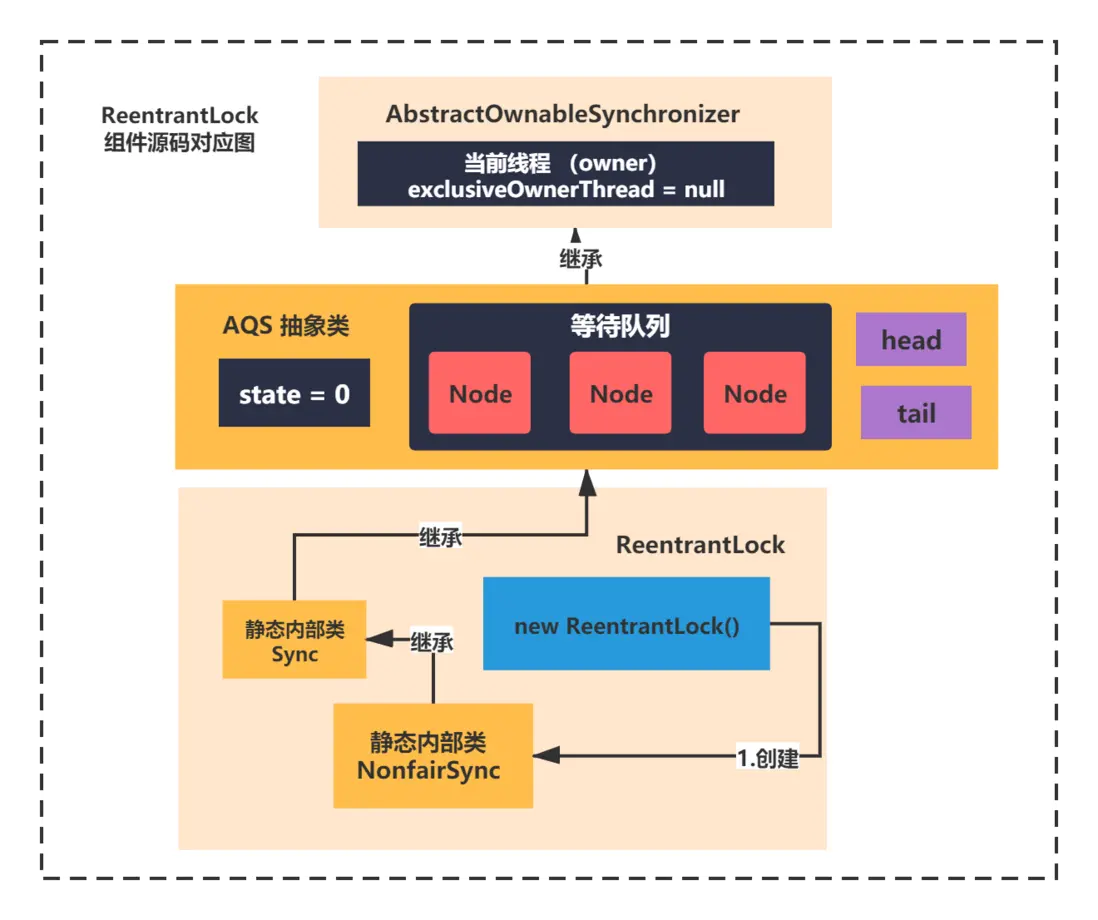 ReentrantLock
组件源码对应图
AbstractOwnableSynchronizer
当前线程 （owner）
exclusiveOwnerThread = null
继承
AQS 抽象类
state = 0
等待队列
Node
Node
Node
head
tail
继承
ReentrantLock
new ReentrantLock()
静态内部类
Sync
继承
静态内部类
NonfairSync
1.创建